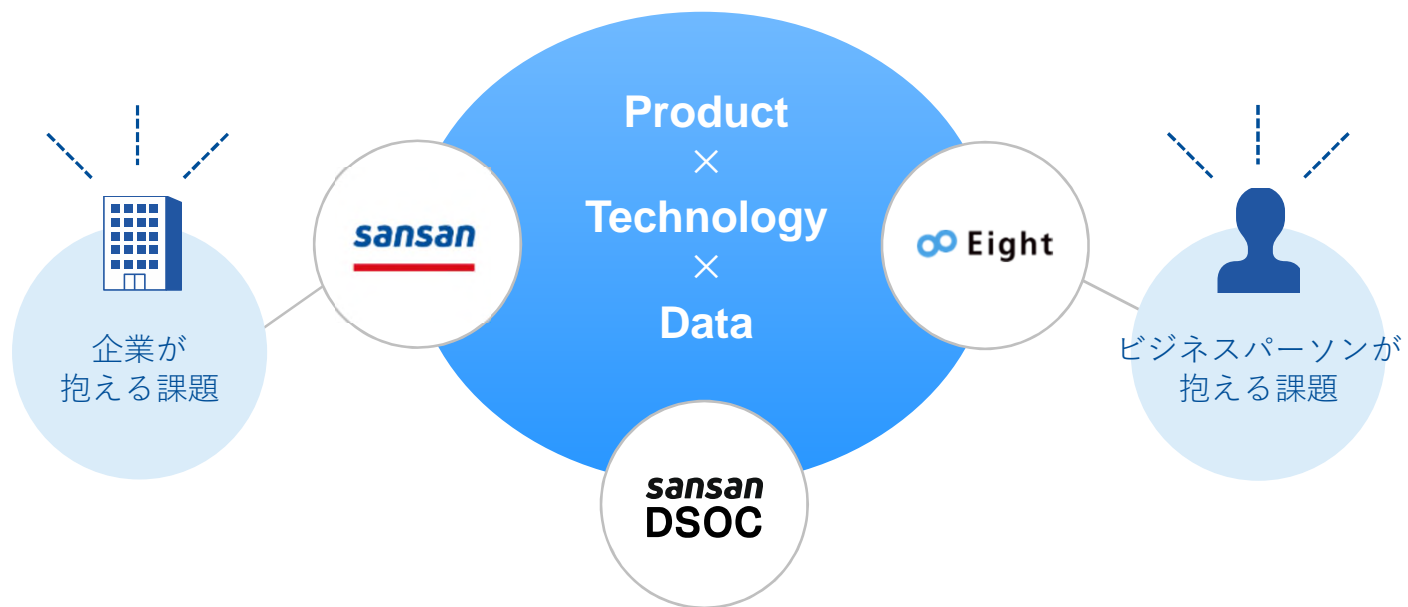 Product
×
Technology
×
Data
sansan
Eight
企業が
抱える課題
ビジネスパーソンが
抱える課題
sansan
DSOC